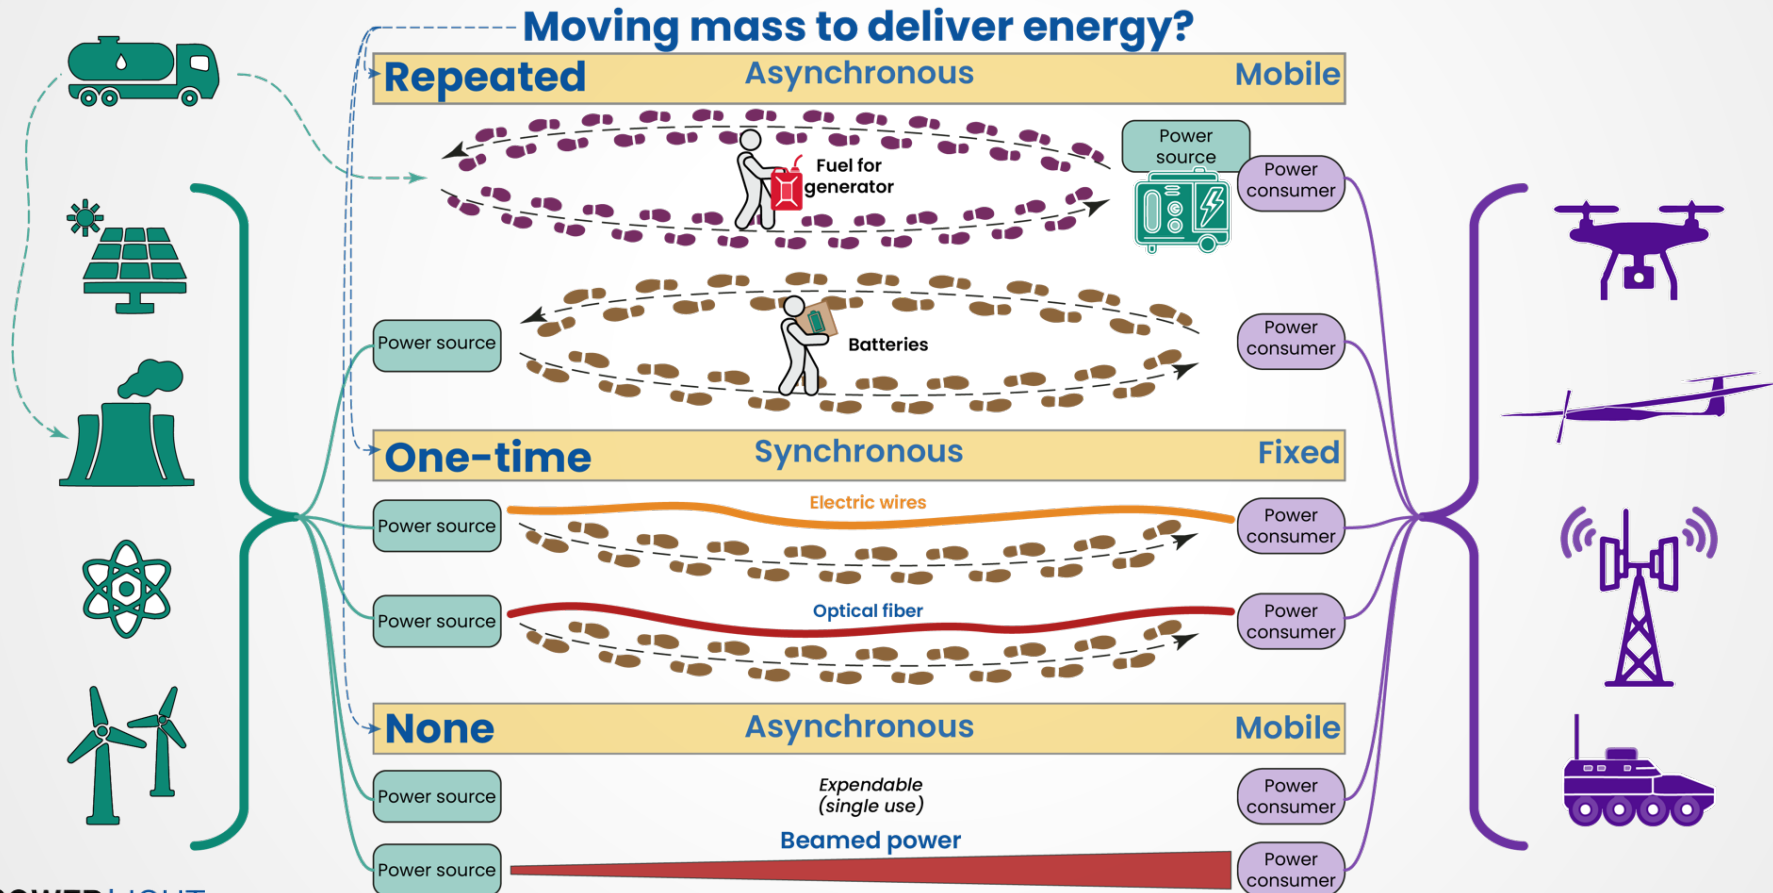 Moving mass to deliver energy?
Repeated Asynchronous Mobile
Fuel for
generator
Power
source
Power
consumer
Power source
Batteries
Power
consumer
One-time Synchronous Fixed
Power source
Electric wires
Power
consumer
Power source
Optical fiber
Power
consumer
None Asynchronous Mobile
Power source
Expendable
(single use)
Power
consumer
Beamed power
Power source
Power
consumer